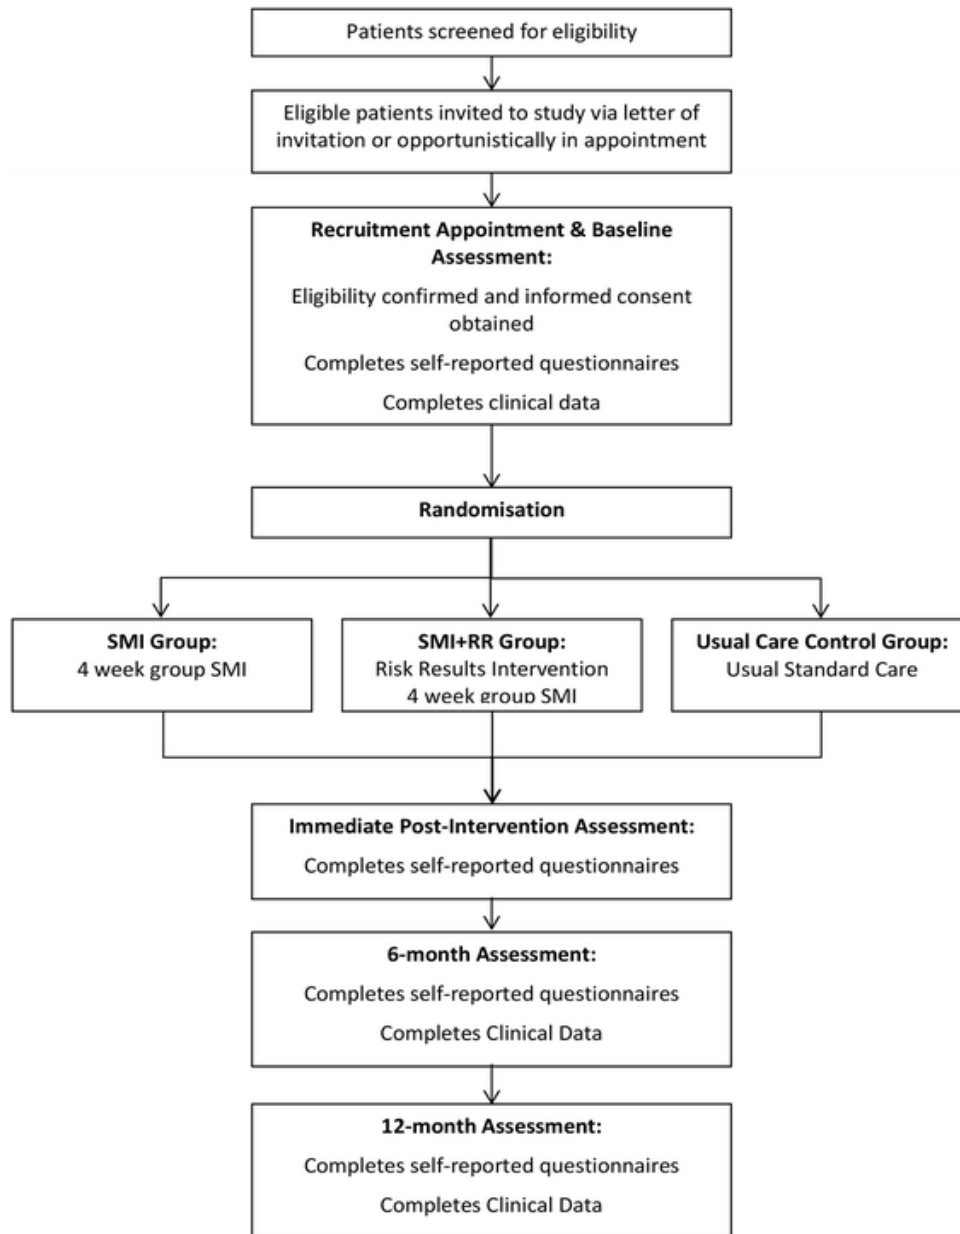 Patients screened for eligibility
Eligible patients invited to study via letter of
invitation or opportunistically in appointment
Recruitment Appointment & Baseline
Assessment:
Eligibility confirmed and informed consent
obtained
Completes self-reported questionnaires
Completes clinical data
Randomisation
SMI Group:
4 week group SMI
SMI+RR Group:
Risk Results Intervention
4 week group SMI
Usual Care Control Group:
Usual Standard Care
Immediate Post-Intervention Assessment:
Completes self-reported questionnaires
6-month Assessment:
Completes self-reported questionnaires
Completes Clinical Data
12-month Assessment:
Completes self-reported questionnaires
Completes Clinical Data